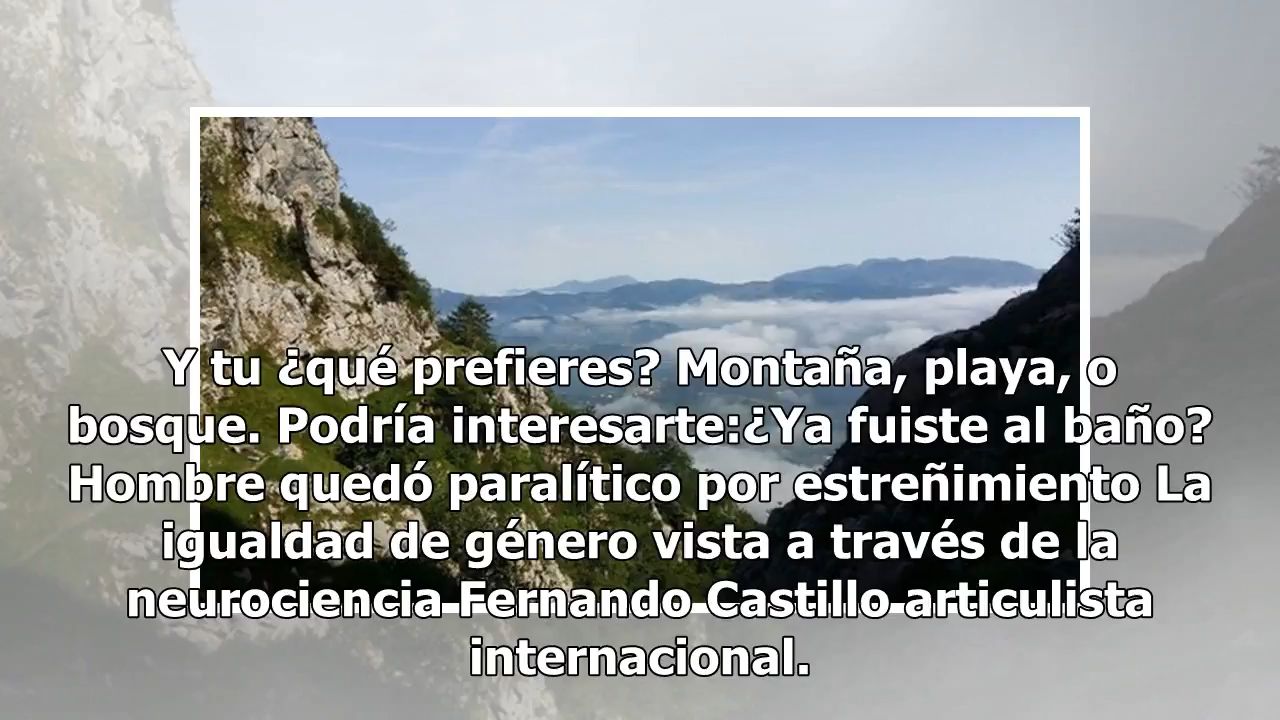 Y tu ¿qué prefieres? Montaña, playa, o
bosque. Podría interesarte:¿Ya fuiste al baño?
Hombre quedó paralítico por estreñimiento La
igualdad de género vista a través de la
neurociencia Fernando Castillo articulista
internacional.